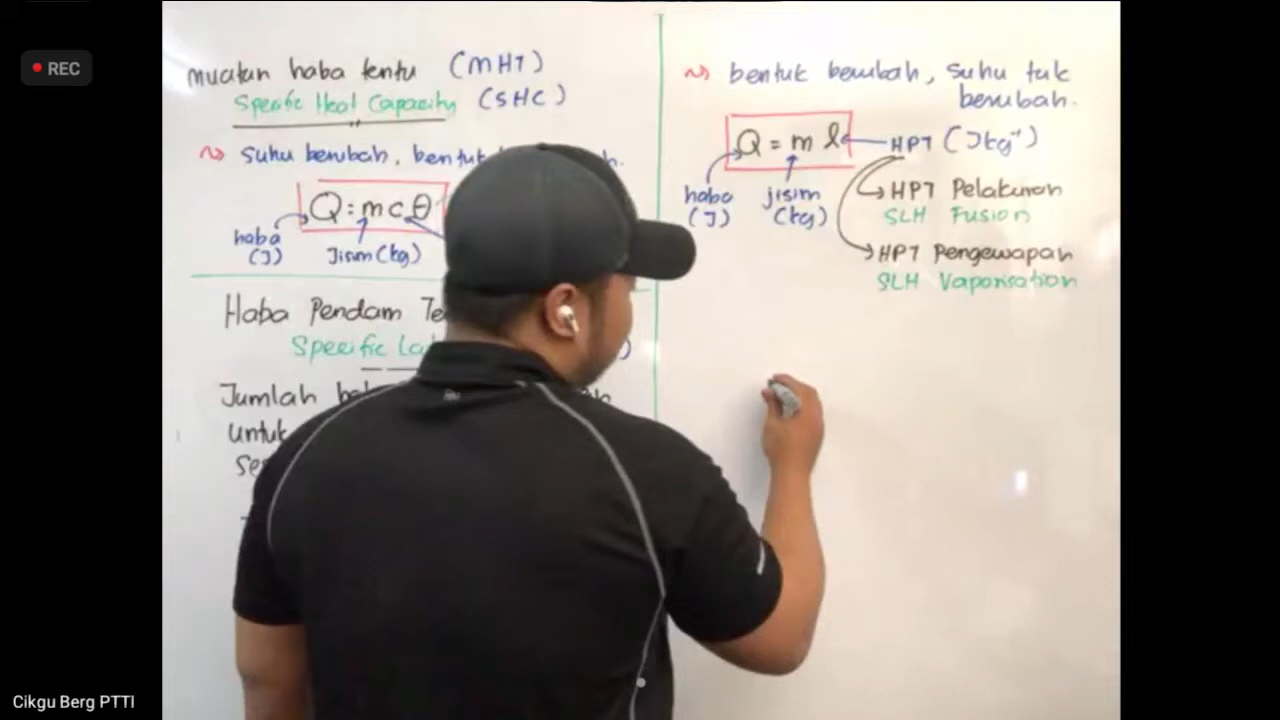 REC
muatan haba tentu (MHT)
Specific Heat Capacity (SHC)
~> suhu berubah, bentuk h.
Q = mcθ
haba
(J)
Jisim (kg)
Haba Pendam Te
Specific La )
Jumlah
untuk
se
~> bentuk berubah, suhu tak
berubah.
Q = m l HPT (Jkg⁻¹)
haba
(J)
jisim
(kg)
HPT Pelakuran
SLH Fusion
HPT Pengewapan
SLH Vaporisation
Cikgu Berg PTTI